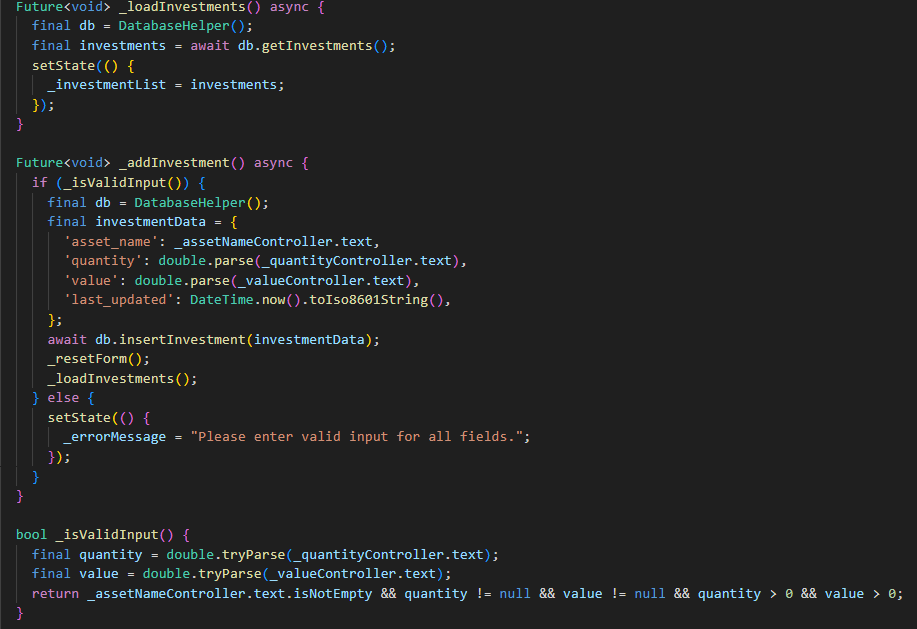 Future<void> _loadInvestments() async {
  final db = DatabaseHelper();
  final investments = await db.getInvestments();
  setState(() {
    _investmentList = investments;
  });
}

Future<void> _addInvestment() async {
  if (_isValidInput()) {
    final db = DatabaseHelper();
    final investmentData = {
      'asset_name': _assetNameController.text,
      'quantity': double.parse(_quantityController.text),
      'value': double.parse(_valueController.text),
      'last_updated': DateTime.now().toIso8601String(),
    };
    await db.insertInvestment(investmentData);
    _resetForm();
    _loadInvestments();
  } else {
    setState(() {
      _errorMessage = "Please enter valid input for all fields.";
    });
  }
}

bool _isValidInput() {
  final quantity = double.tryParse(_quantityController.text);
  final value = double.tryParse(_valueController.text);
  return _assetNameController.text.isNotEmpty && quantity != null && value != null && quantity > 0 && value > 0;
}